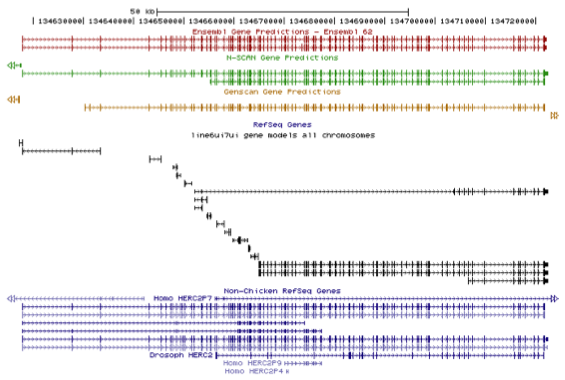 50 kb
134630000| 134640000| 134650000| 134660000| 134670000| 134680000| 134690000| 134700000| 134710000| 134720000|
Ensembl Gene Predictions - Ensembl 62
N-SCAN Gene Predictions
Genscan Gene Predictions
RefSeq Genes
line6ui7ui gene models all chromosomes
Non-Chicken RefSeq Genes
Homo HERC2P7
Drosoph HERC2
Homo HERC2P9
Homo HERC2P4